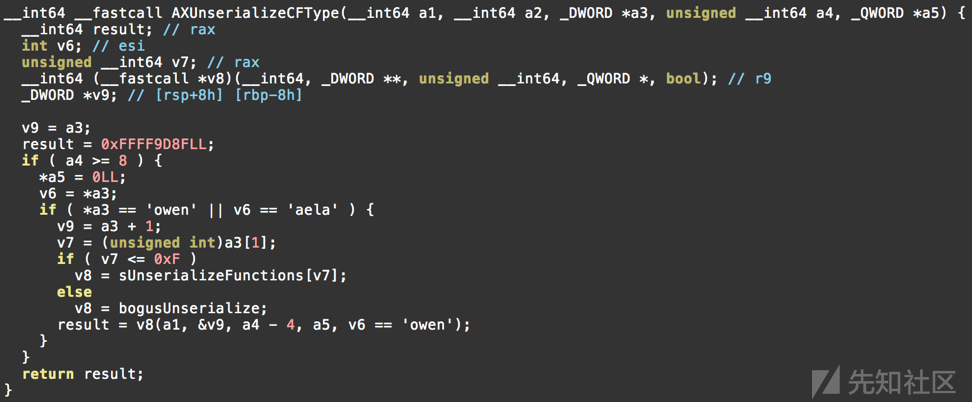 __int64 __fastcall AXUnserializeCFType(__int64 a1, __int64 a2, _DWORD *a3, unsigned __int64 a4, _QWORD *a5) {
  __int64 result; // rax
  int v6; // esi
  unsigned __int64 v7; // rax
  __int64 (__fastcall *v8)(__int64, _DWORD **, unsigned __int64, _QWORD *, bool); // r9
  _DWORD *v9; // [rsp+8h] [rbp-8h]

  v9 = a3;
  result = 0xFFFF9D8FLL;
  if ( a4 >= 8 ) {
    *a5 = 0LL;
    v6 = *a3;
    if ( *a3 == 'owen' || v6 == 'aela' ) {
      v9 = a3 + 1;
      v7 = (unsigned int)a3[1];
      if ( v7 <= 0xF )
        v8 = sUnserializeFunctions[v7];
      else
        v8 = bogusUnserialize;
      result = v8(a1, &v9, a4 - 4, a5, v6 == 'owen');
    }
  }
  return result;
}
先知社区